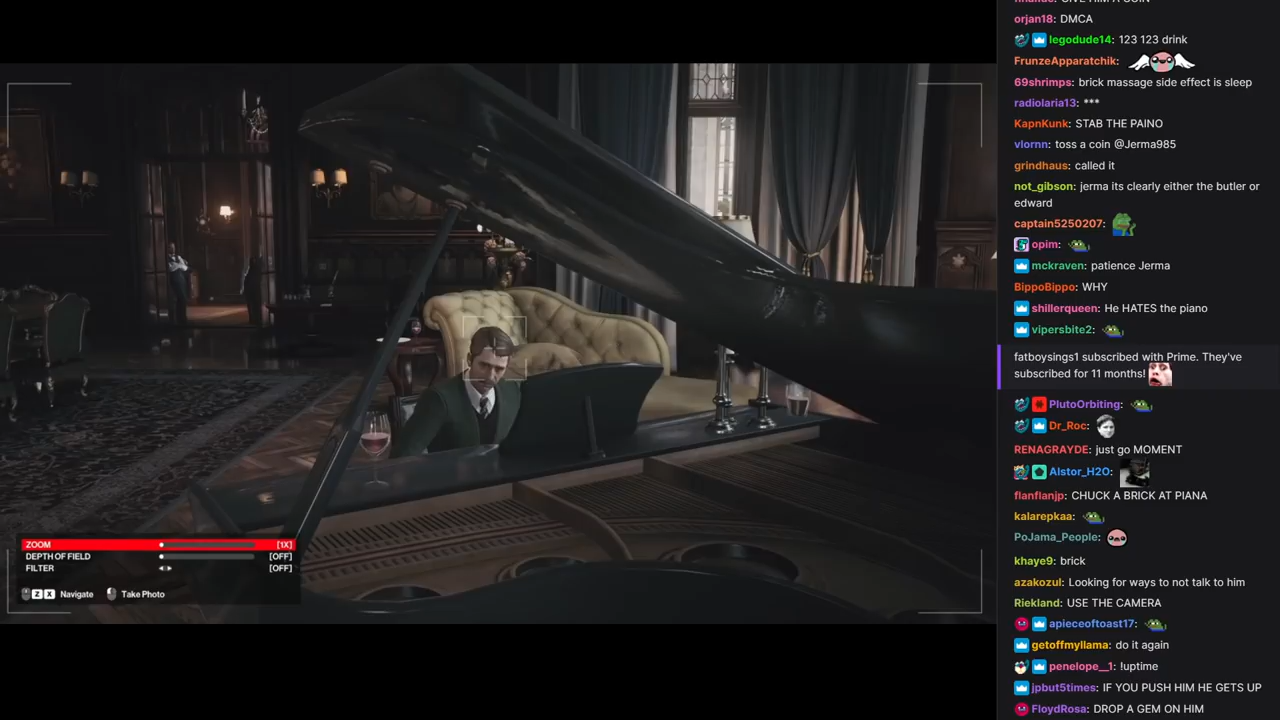 ZOOM [1X]
DEPTH OF FIELD [OFF]
FILTER [OFF]
Z X Navigate Take Photo
orjan18: DMCA
legodude14: 123 123 drink
FrunzeApparatchik:
69shrimps: brick massage side effect is sleep
radiolaria13: ***
KapnKunk: STAB THE PAINO
vlornn: toss a coin @Jerma985
grindhaus: called it
not_gibson: jerma its clearly either the butler or
edward
captain5250207:
opim:
mckraven: patience Jerma
BippoBippo: WHY
shillerqueen: He HATES the piano
vipersbite2:
fatboysings1 subscribed with Prime. They've
subscribed for 11 months!
PlutoOrbiting:
Dr_Roc:
RENAGRAYDE: just go MOMENT
Alstor_H2O:
flanflanjp: CHUCK A BRICK AT PIANA
kalarepkaa:
PoJama_People:
khaye9: brick
azakozul: Looking for ways to not talk to him
Riekland: USE THE CAMERA
apieceoftoast17:
getoffmyllama: do it again
penelope__1: !uptime
jpbut5times: IF YOU PUSH HIM HE GETS UP
FloydRosa: DROP A GEM ON HIM